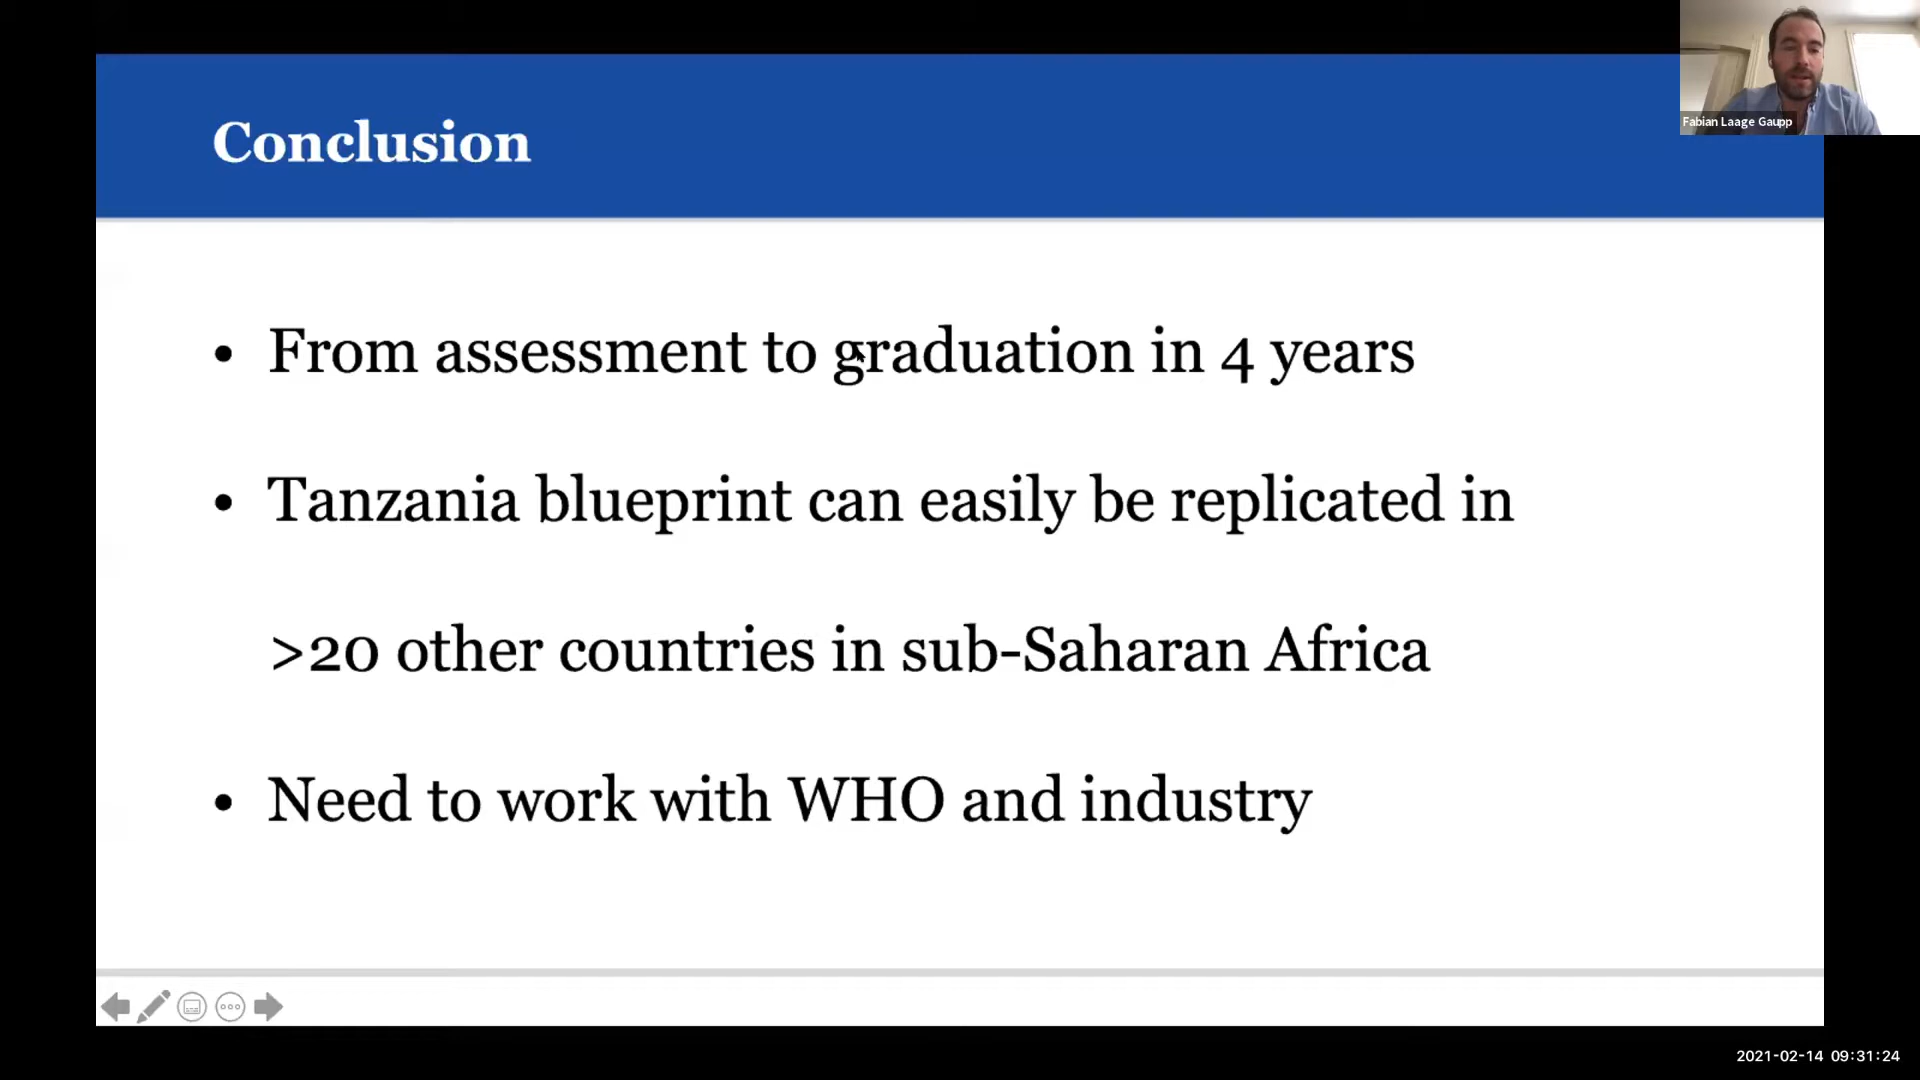 Fabian Laage Gaupp
Conclusion
• From assessment to graduation in 4 years
• Tanzania blueprint can easily be replicated in
>20 other countries in sub-Saharan Africa
• Need to work with WHO and industry
2021-02-14 09:31:24